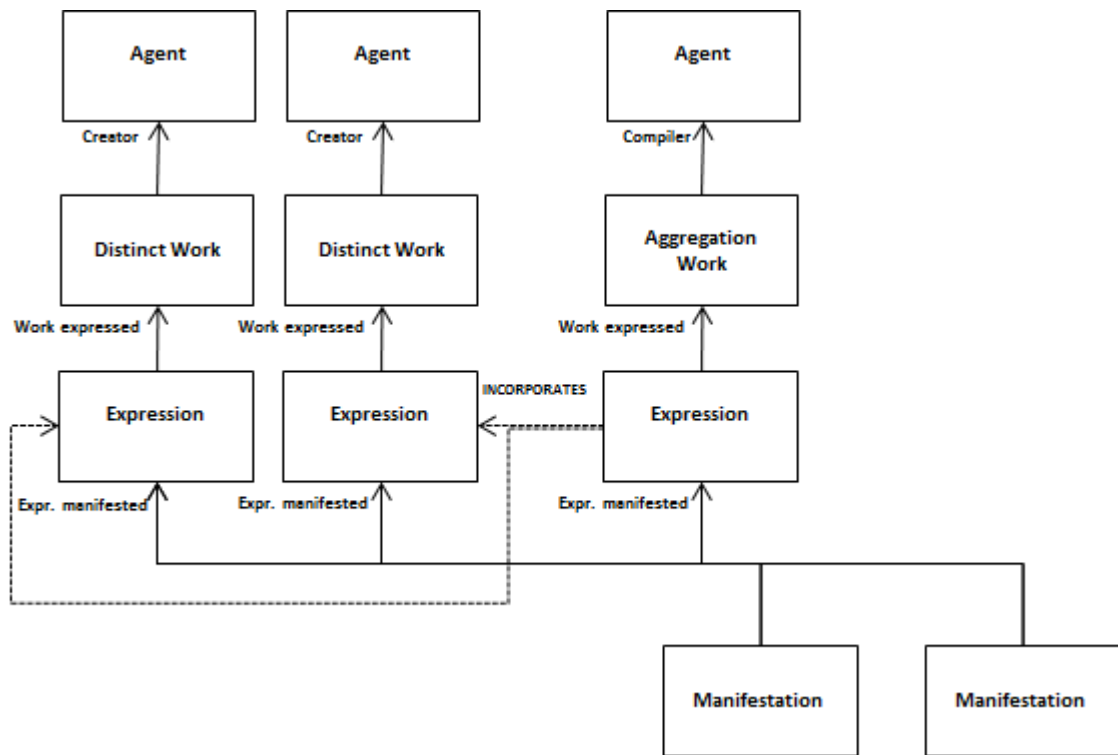 Agent
Agent
Agent
Creator
Creator
Compiler
Distinct Work
Distinct Work
Aggregation
Work
Work expressed
Work expressed
Work expressed
INCORPORATES
Expression
Expression
Expression
Expr. manifested
Expr. manifested
Expr. manifested
Manifestation
Manifestation